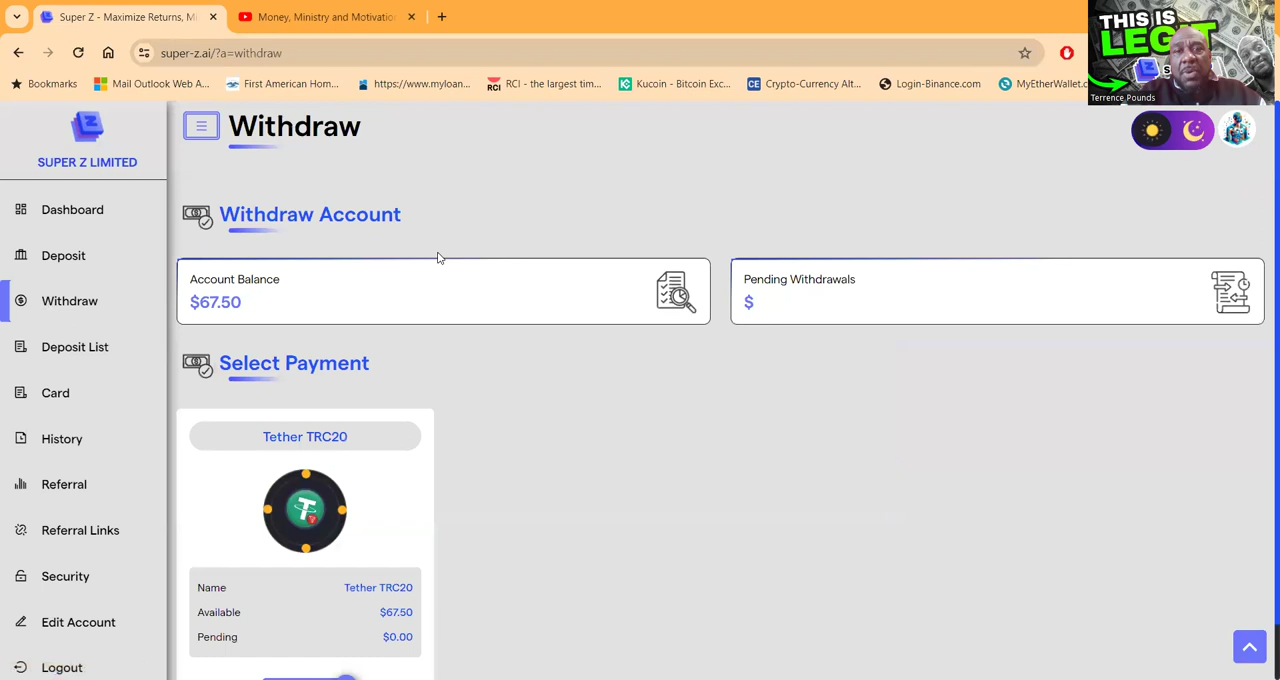 Super Z - Maximize Returns, Mi
Money, Ministry and Motivation
super-z.ai/?a=withdraw
Bookmarks
Mail Outlook Web A...
First American Hom...
https://www.myloan...
RCI - the largest tim...
Kucoin - Bitcoin Exc...
Crypto-Currency Alt...
Login-Binance.com
MyEtherWallet.c
THIS IS
LEGIT
Terrence Pounds
SUPER Z LIMITED
Dashboard
Deposit
Withdraw
Deposit List
Card
History
Referral
Referral Links
Security
Edit Account
Logout
Withdraw
Withdraw Account
Account Balance
$67.50
Pending Withdrawals
$
Select Payment
Tether TRC20
Name Tether TRC20
Available $67.50
Pending $0.00